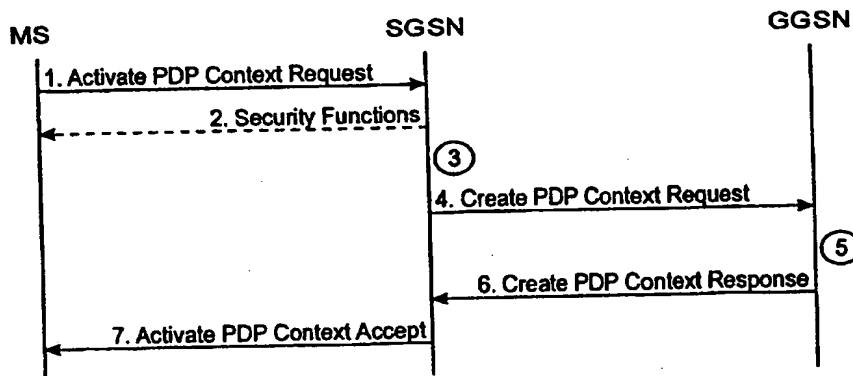 MS
SGSN
GGSN
1. Activate PDP Context Request
2. Security Functions
3
4. Create PDP Context Request
5
6. Create PDP Context Response
7. Activate PDP Context Accept